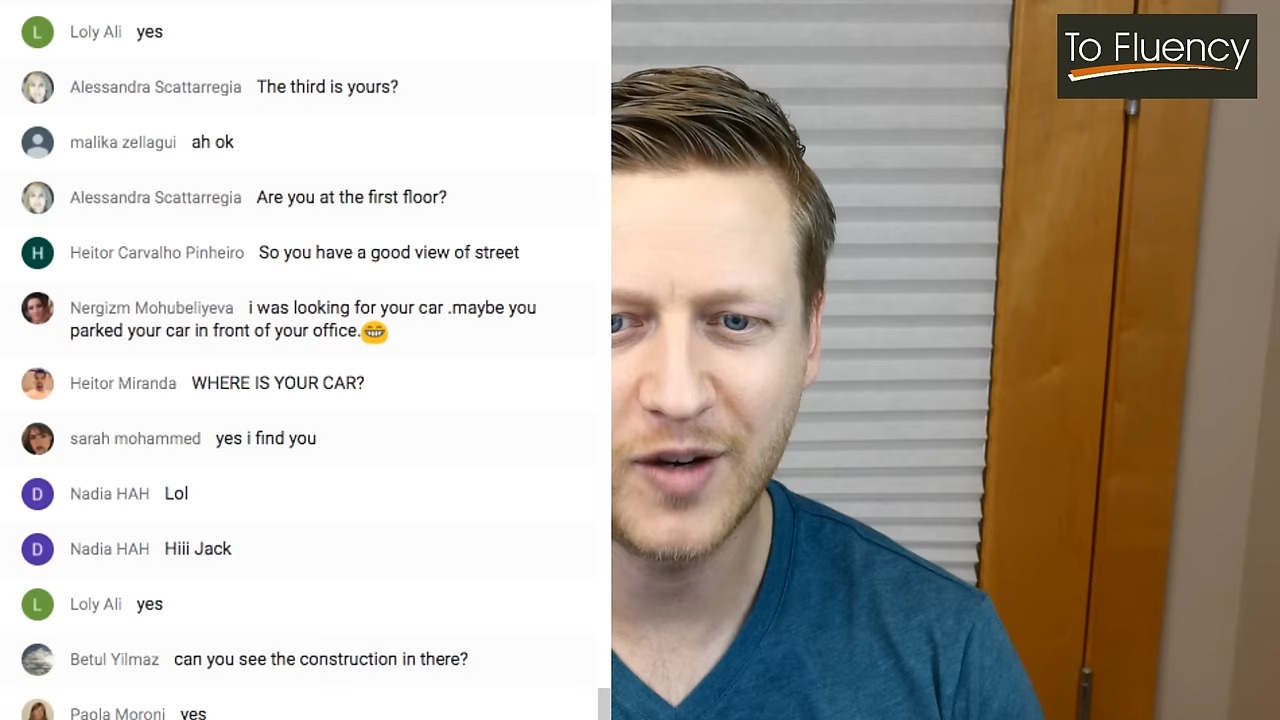 L Loly Ali yes
Alessandra Scattarregia The third is yours?
malika zellagui ah ok
Alessandra Scattarregia Are you at the first floor?
H Heitor Carvalho Pinheiro So you have a good view of street
Nergizm Mohubeliyeva i was looking for your car .maybe you
parked your car in front of your office.😁
Heitor Miranda WHERE IS YOUR CAR?
sarah mohammed yes i find you
D Nadia HAH Lol
D Nadia HAH Hiii Jack
L Loly Ali yes
Betul Yilmaz can you see the construction in there?
Paola Moroni yes
To Fluency